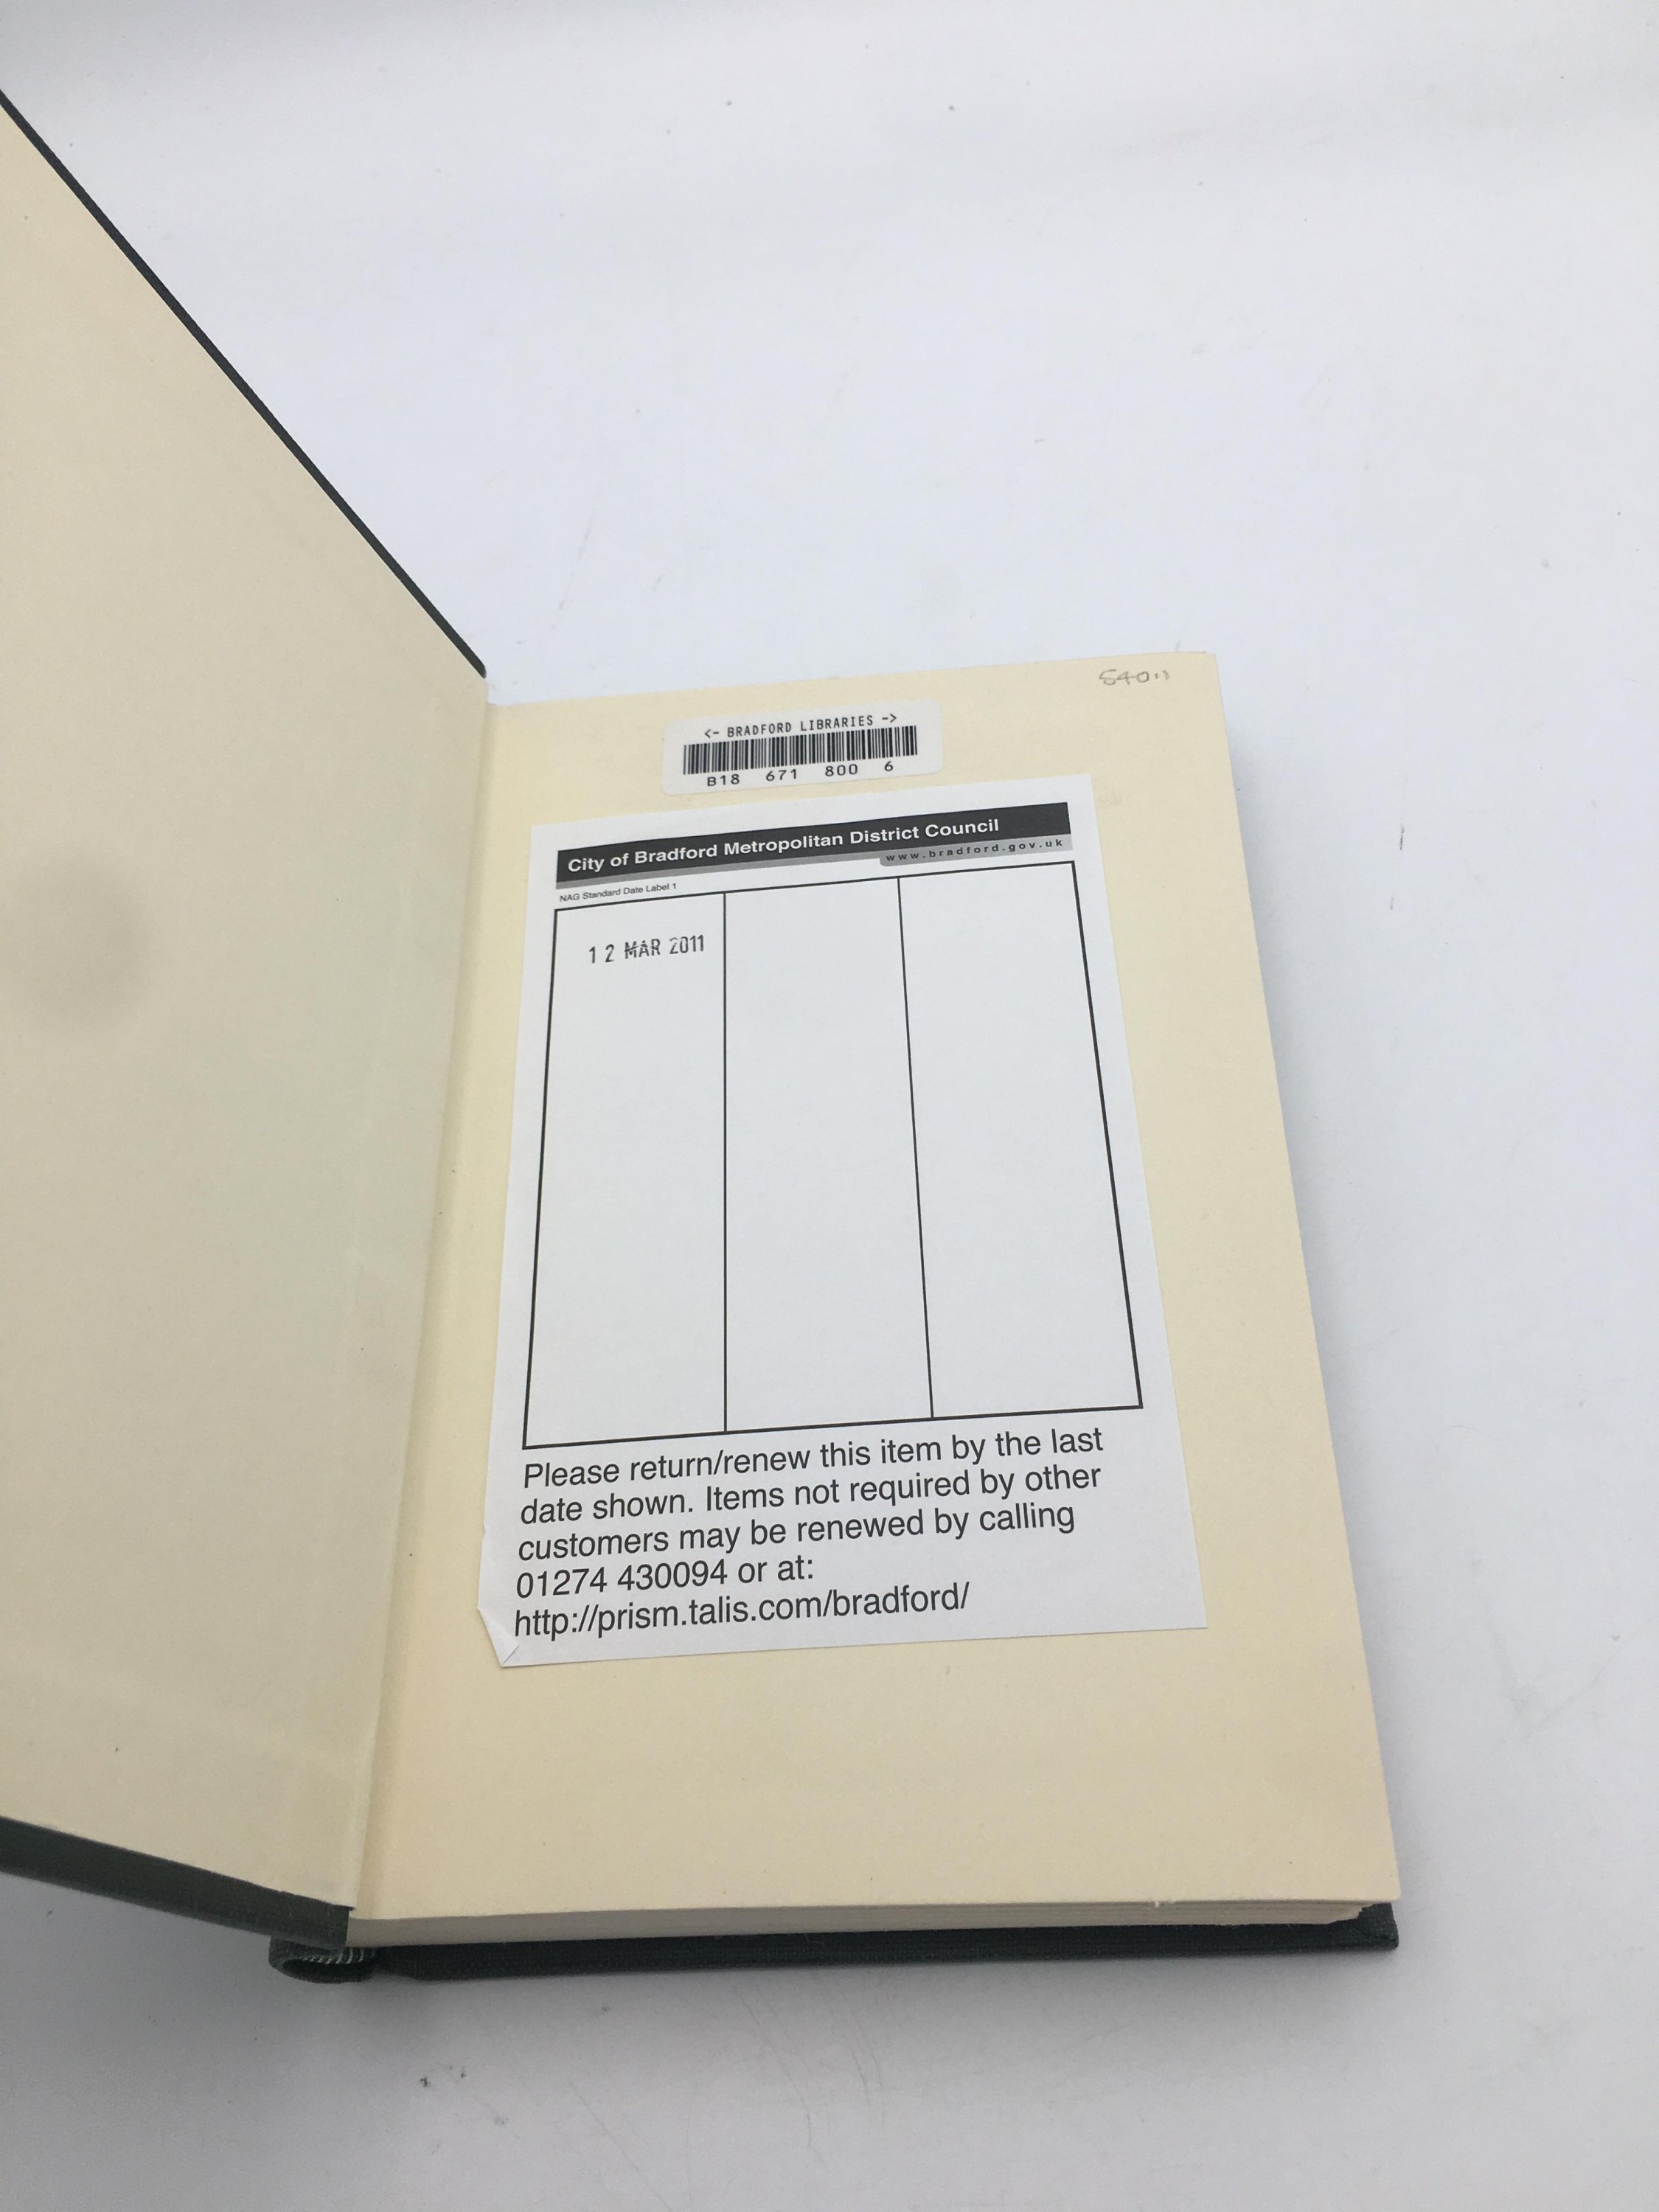 540.1
<- BRADFORD LIBRARIES ->
B18 671 800 6
City of Bradford Metropolitan District Council
www.bradford.gov.uk
NAG Standard Date Label 1
12 MAR 2011
Please return/renew this item by the last
date shown. Items not required by other
customers may be renewed by calling
01274 430094 or at:
http://prism.talis.com/bradford/